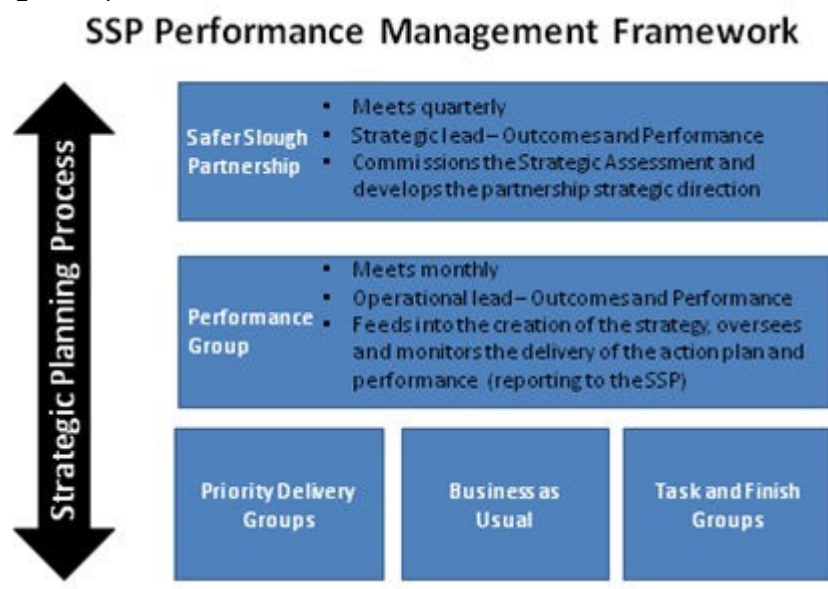 SSP Performance Management Framework
Strategic Planning Process
Safer Slough
Partnership
▪ Meets quarterly
▪ Strategic lead – Outcomes and Performance
▪ Commissions the Strategic Assessment and
develops the partnership strategic direction
Performance
Group
▪ Meets monthly
▪ Operational lead – Outcomes and Performance
▪ Feeds into the creation of the strategy, oversees
and monitors the delivery of the action plan and
performance (reporting to the SSP)
Priority Delivery
Groups
Business as
Usual
Task and Finish
Groups